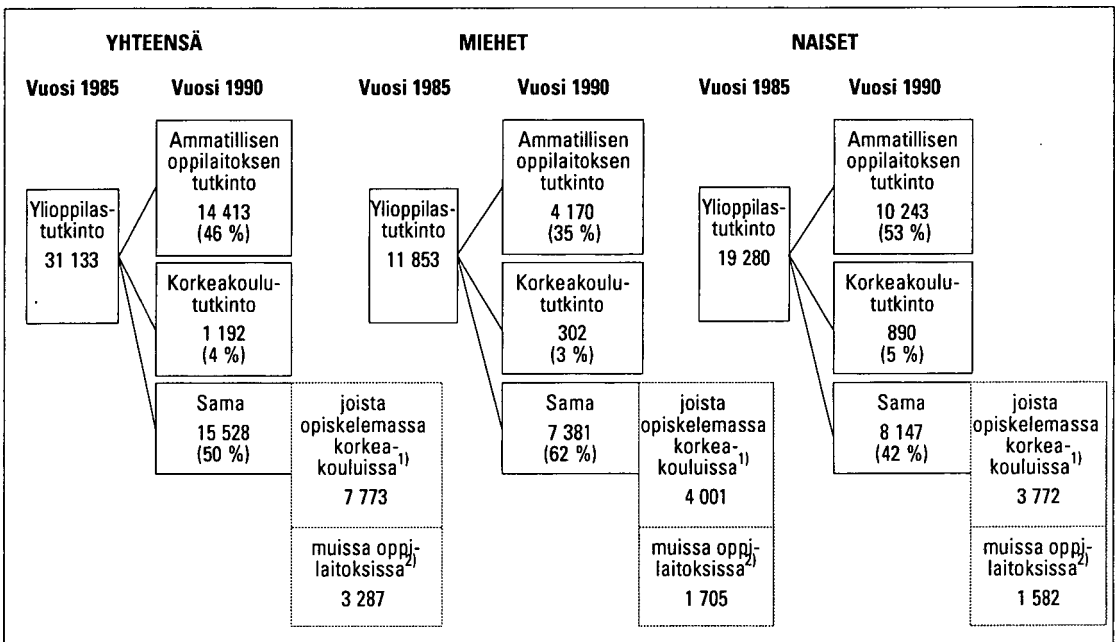 YHTEENSÄ
Vuosi 1985 Vuosi 1990
Ylioppilas-
tutkinto
31 133
Ammatillisen
oppilaitoksen
tutkinto
14 413
(46 %)
Korkeakoulu-
tutkinto
1 192
(4 %)
Sama
15 528
(50 %)
joista
opiskelemassa
korkea-
kouluissa1)
7 773
muissa oppi-
laitoksissa2)
3 287
MIEHET
Vuosi 1985 Vuosi 1990
Ylioppilas-
tutkinto
11 853
Ammatillisen
oppilaitoksen
tutkinto
4 170
(35 %)
Korkeakoulu-
tutkinto
302
(3 %)
Sama
7 381
(62 %)
joista
opiskelemassa
korkea-
kouluissa1)
4 001
muissa oppi-
laitoksissa2)
1 705
NAISET
Vuosi 1985 Vuosi 1990
Ylioppilas-
tutkinto
19 280
Ammatillisen
oppilaitoksen
tutkinto
10 243
(53 %)
Korkeakoulu-
tutkinto
890
(5 %)
Sama
8 147
(42 %)
joista
opiskelemassa
korkea-
kouluissa1)
3 772
muissa oppi-
laitoksissa2)
1 582